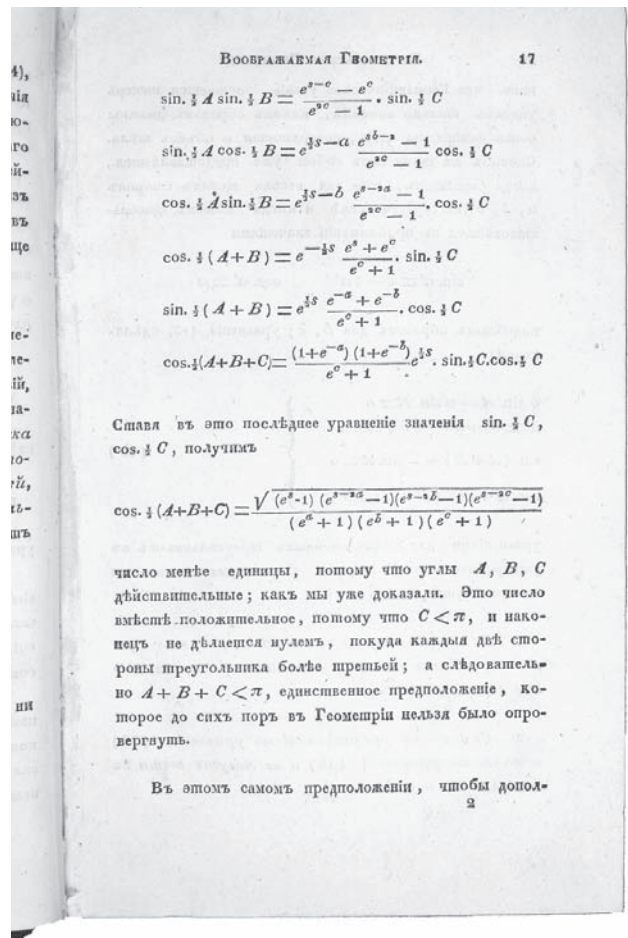 Воображаемая Геометрія. 17
sin. ½ A sin. ½ B = (e^{s-c} − e^c)/(e^{2c} − 1) . sin. ½ C
sin. ½ A cos. ½ B = e^{½s−a} (e^{s b-2} − 1)/(e^{2c} − 1) cos. ½ C
cos. ½ A sin. ½ B = e^{½s−b} (e^{s-2a} − 1)/(e^{2c} − 1) . cos. ½ C
cos. ½ (A+B) = e^{−½s} (e^s + e^c)/(e^c + 1) . sin. ½ C
sin. ½ (A + B) = e^{½s} (e^{−a} + e^{−b})/(e^c + 1) . cos. ½ C
cos. ½(A+B+C) = (1+e^{−a}) (1+e^{−b})/(e^c + 1) e^{½s} . sin. ½ C. cos. ½ C
Ставя въ это послѣднее уравненіе значенія sin. ½ C,
cos. ½ C, получимъ
cos. ½ (A+B+C) = √((e^s-1) (e^{s−2a}−1)(e^{s−2b}−1)(e^{s−2c}−1))/((e^a + 1) (e^b + 1) (e^c + 1))
число менѣе единицы, потому что углы A, B, C
дѣйствительные; какъ мы уже доказали. Это число
вмѣстѣ положительное, потому что C < π, и нако-
нецъ не дѣлается нулемъ, покуда каждыя двѣ сто-
роны треугольника болѣе третьей; а слѣдователь-
но A + B + C < π, единственное предположеніе, ко-
торое до сихъ поръ въ Геометріи нельзя было опро-
вергнуть.
Въ этомъ самомъ предположеніи, чтобы допол-
2